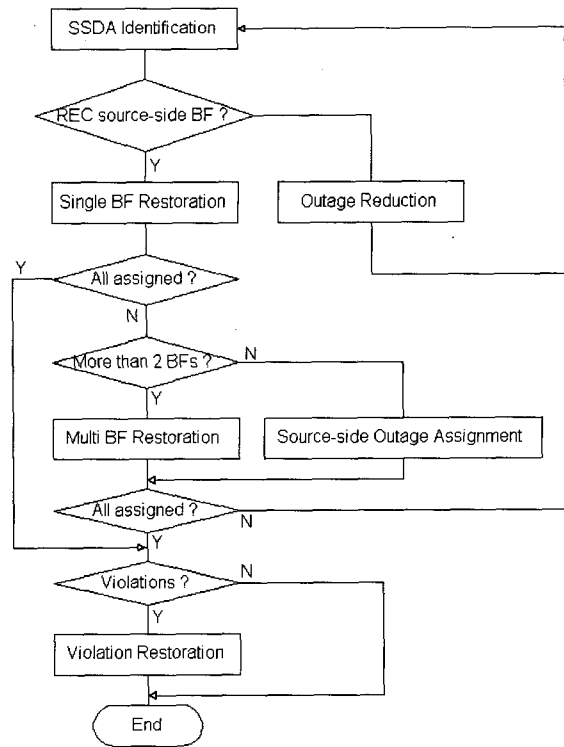 SSDA Identification
REC source-side BF ?
Y
Single BF Restoration
Outage Reduction
Y
All assigned ?
N
More than 2 BFs ?
N
Y
Multi BF Restoration
Source-side Outage Assignment
All assigned ?
N
Y
Violations ?
N
Y
Violation Restoration
End